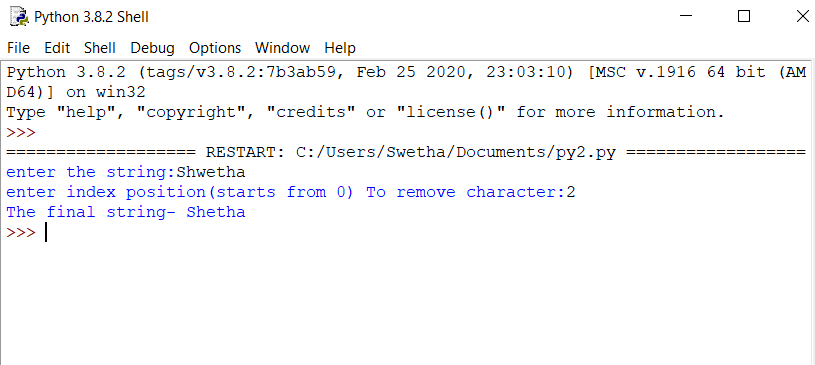 Python 3.8.2 Shell
File Edit Shell Debug Options Window Help
Python 3.8.2 (tags/v3.8.2:7b3ab59, Feb 25 2020, 23:03:10) [MSC v.1916 64 bit (AM
D64)] on win32
Type "help", "copyright", "credits" or "license()" for more information.
>>>
=================== RESTART: C:/Users/Swetha/Documents/py2.py ==================
enter the string:Shwetha
enter index position(starts from 0) To remove character:2
The final string- Shetha
>>>